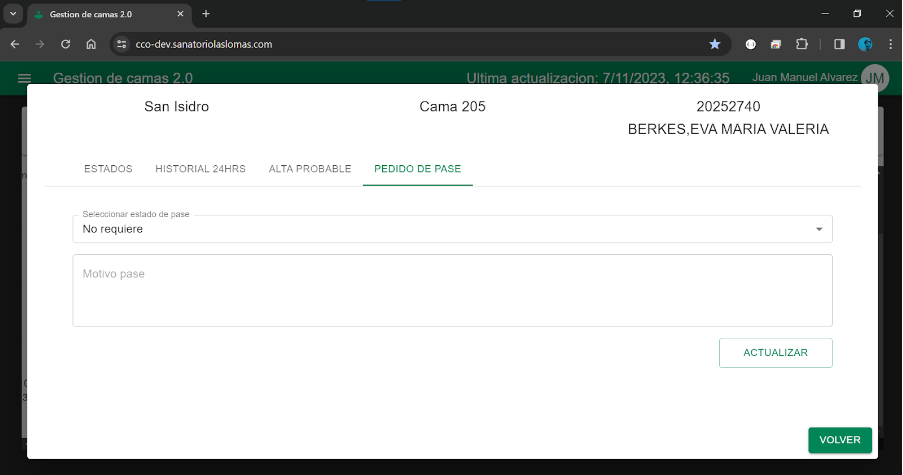 Gestion de camas 2.0
cco-dev.sanatoriolaslomas.com
Gestion de camas 2.0
Ultima actualizacion: 7/11/2023, 12:36:35
Juan Manuel Alvarez
JM
San Isidro
Cama 205
20252740
BERKES,EVA MARIA VALERIA
ESTADOS
HISTORIAL 24HRS
ALTA PROBABLE
PEDIDO DE PASE
Seleccionar estado de pase
No requiere
Motivo pase
ACTUALIZAR
VOLVER